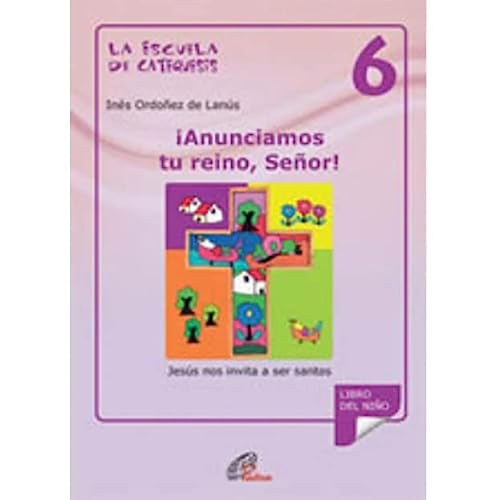 LA ESCUELA
DE CATEQUESIS
6
Inés Ordoñez de Lanús
¡Anunciamos
tu reino, Señor!
Jesús nos invita a ser santos
LIBRO
DEL NIÑO